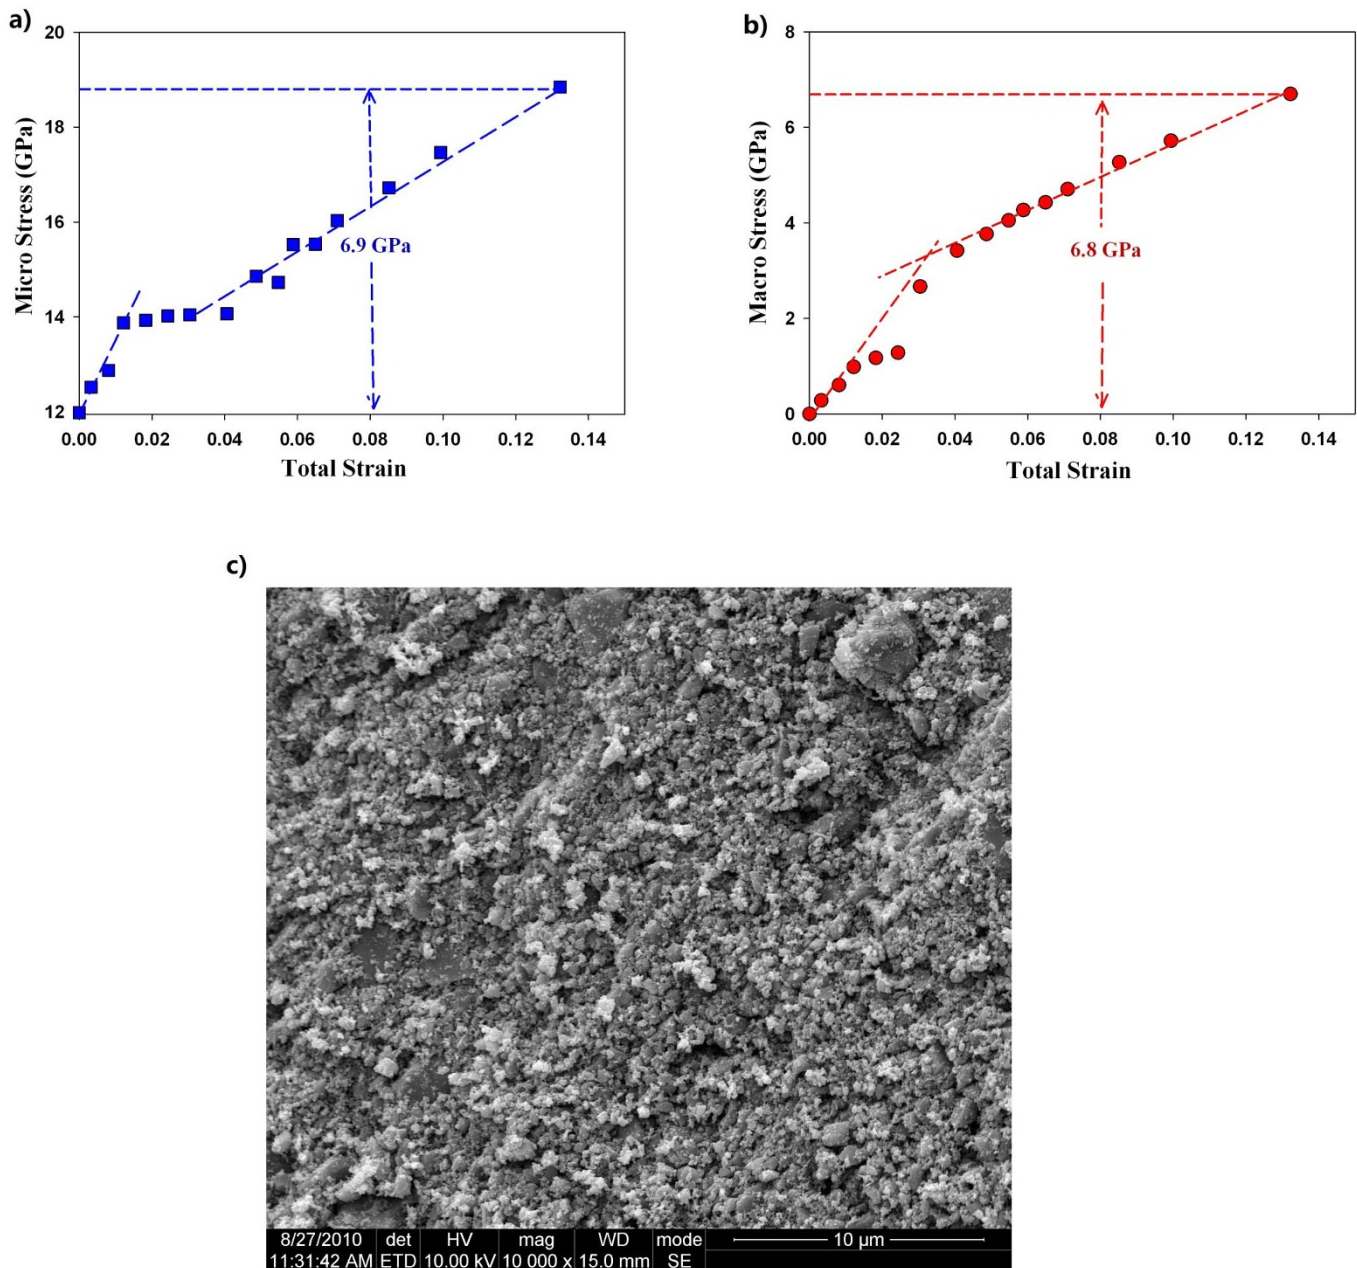 a)
20
18
16
14
12
Micro Stress (GPa)
6.9 GPa
0.00 0.02 0.04 0.06 0.08 0.10 0.12 0.14
Total Strain
b)
8
6
4
2
0
Macro Stress (GPa)
6.8 GPa
0.00 0.02 0.04 0.06 0.08 0.10 0.12 0.14
Total Strain
c)
8/27/2010 det HV mag WD mode 10 µm
11:31:42 AM ETD 10.00 kV 10 000 x 15.0 mm SE